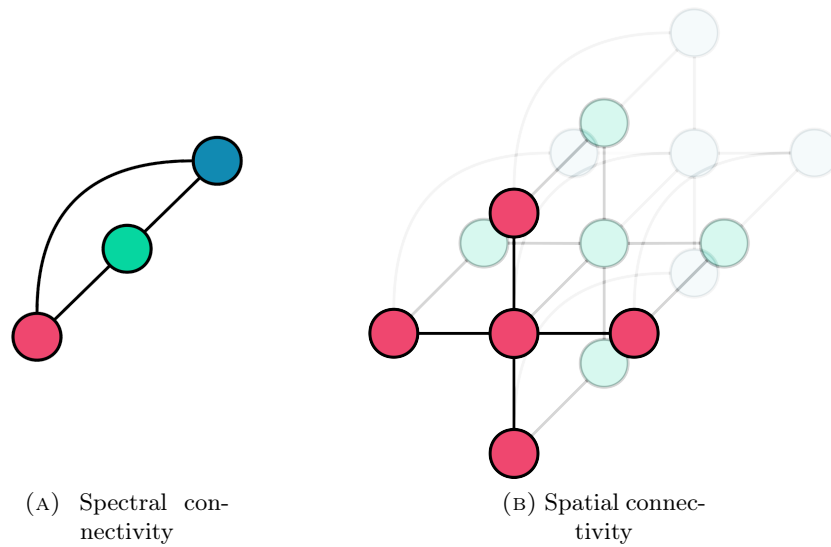 (A) Spectral con-
nectivity
(B) Spatial connec-
tivity